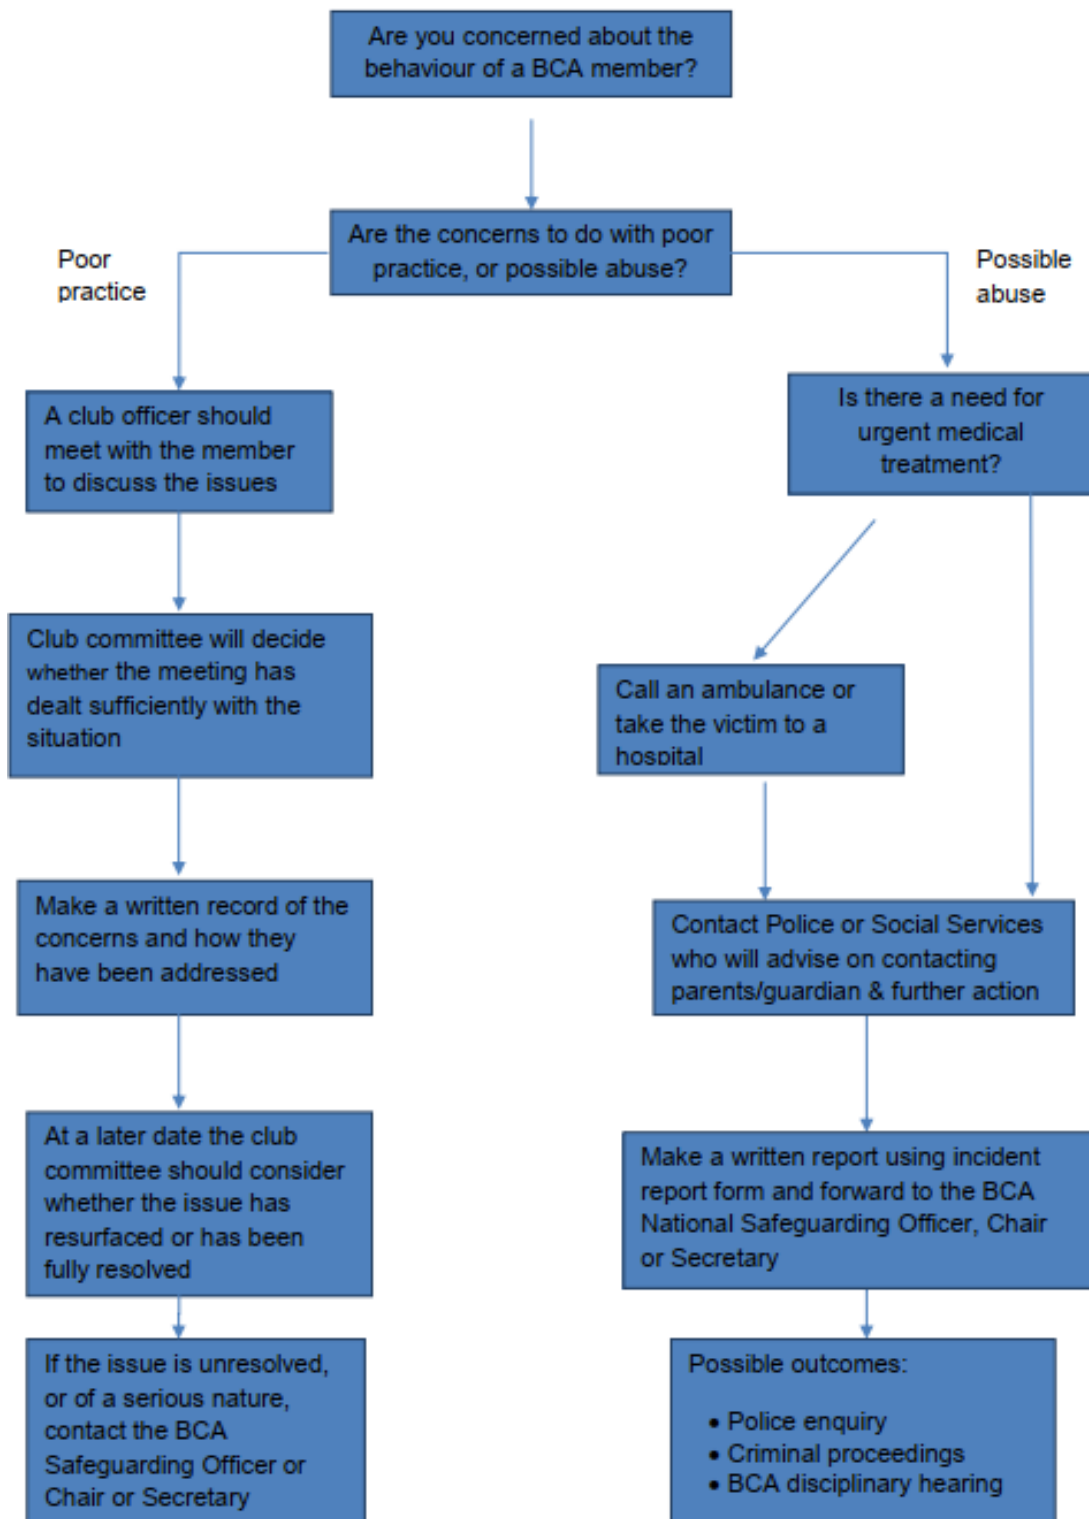 Are you concerned about the
behaviour of a BCA member?
Are the concerns to do with poor
practice, or possible abuse?
Poor
practice
Possible
abuse
A club officer should
meet with the member
to discuss the issues
Is there a need for
urgent medical
treatment?
Club committee will decide
whether the meeting has
dealt sufficiently with the
situation
Call an ambulance or
take the victim to a
hospital
Make a written record of the
concerns and how they
have been addressed
Contact Police or Social Services
who will advise on contacting
parents/guardian & further action
At a later date the club
committee should consider
whether the issue has
resurfaced or has been
fully resolved
Make a written report using incident
report form and forward to the BCA
National Safeguarding Officer, Chair
or Secretary
If the issue is unresolved,
or of a serious nature,
contact the BCA
Safeguarding Officer or
Chair or Secretary
Possible outcomes:
• Police enquiry
• Criminal proceedings
• BCA disciplinary hearing